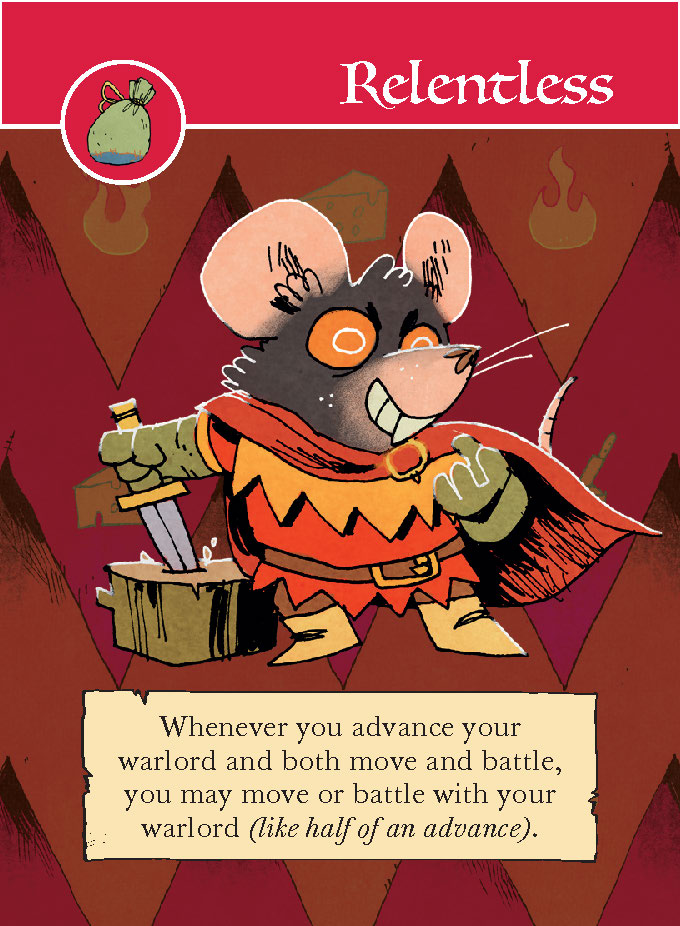 Relentless
Whenever you advance your
warlord and both move and battle,
you may move or battle with your
warlord (like half of an advance).